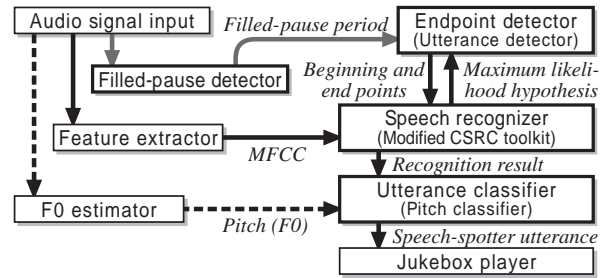 Audio signal input
Filled-pause period
Endpoint detector
(Utterance detector)
Filled-pause detector
Beginning and
end points
Maximum likeli-
hood hypothesis
Feature extractor
MFCC
Speech recognizer
(Modified CSRC toolkit)
Recognition result
F0 estimator
Pitch (F0)
Utterance classifier
(Pitch classifier)
Speech-spotter utterance
Jukebox player